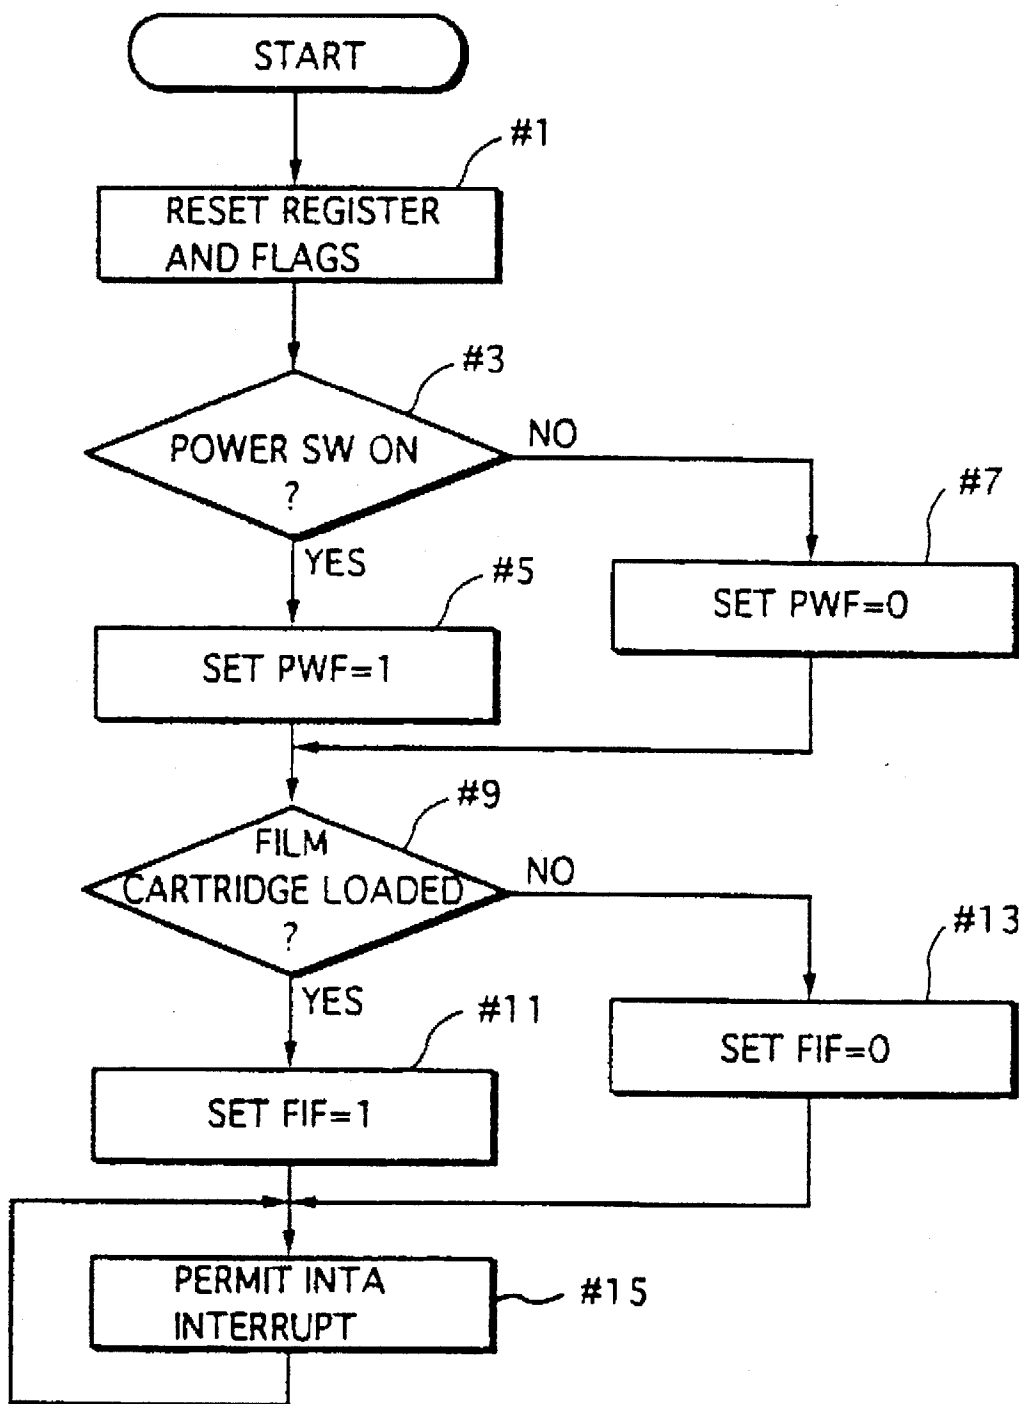 START
#1
RESET REGISTER
AND FLAGS
#3
POWER SW ON
?
NO
YES
#7
SET PWF=0
#5
SET PWF=1
#9
FILM
CARTRIDGE LOADED
?
NO
YES
#13
SET FIF=0
#11
SET FIF=1
PERMIT INTA
INTERRUPT
#15